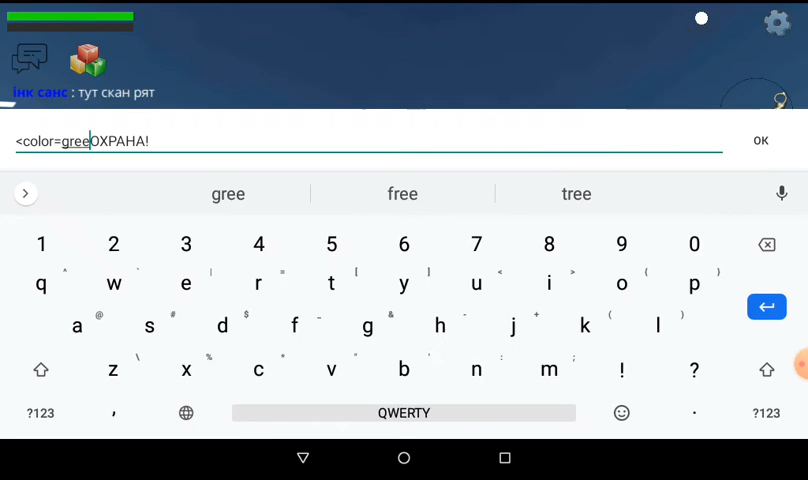 інк санс : тут скан рят
<color=greeОХРАНА!
ОК
gree free tree
1 2 3 4 5 6 7 8 9 0
q ^ w ` e | r = t [ y ] u < i > o { p }
a @ s # d $ f _ g & h - j + k ( l )
z \ x % c * v " b ' n : m ; ! ?
?123 , QWERTY . ?123